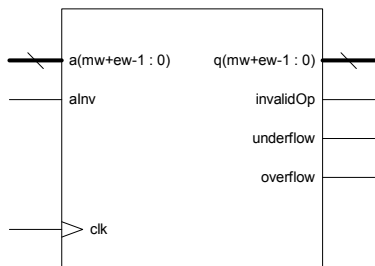 a(mw+ew-1 : 0) q(mw+ew-1 : 0)
aInv invalidOp
underflow
overflow
clk